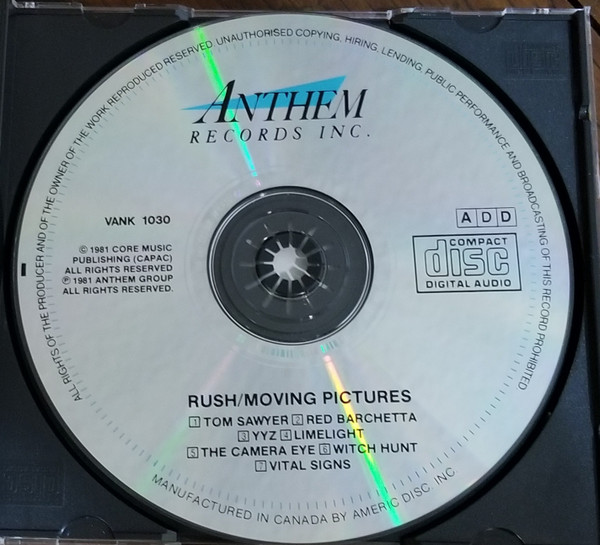 ALL RIGHTS OF THE PRODUCER AND OF THE OWNER OF THE WORK REPRODUCED RESERVED. UNAUTHORISED COPYING, HIRING, LENDING, PUBLIC PERFORMANCE AND BROADCASTING OF THIS RECORD PROHIBITED
ANTHEM
RECORDS INC.
VANK 1030
© 1981 CORE MUSIC
PUBLISHING (CAPAC)
ALL RIGHTS RESERVED
℗ 1981 ANTHEM GROUP
ALL RIGHTS RESERVED.
A D D
COMPACT
disc
DIGITAL AUDIO
RUSH/MOVING PICTURES
1 TOM SAWYER 2 RED BARCHETTA
3 YYZ 4 LIMELIGHT
5 THE CAMERA EYE 6 WITCH HUNT
7 VITAL SIGNS
MANUFACTURED IN CANADA BY AMERIC DISC INC